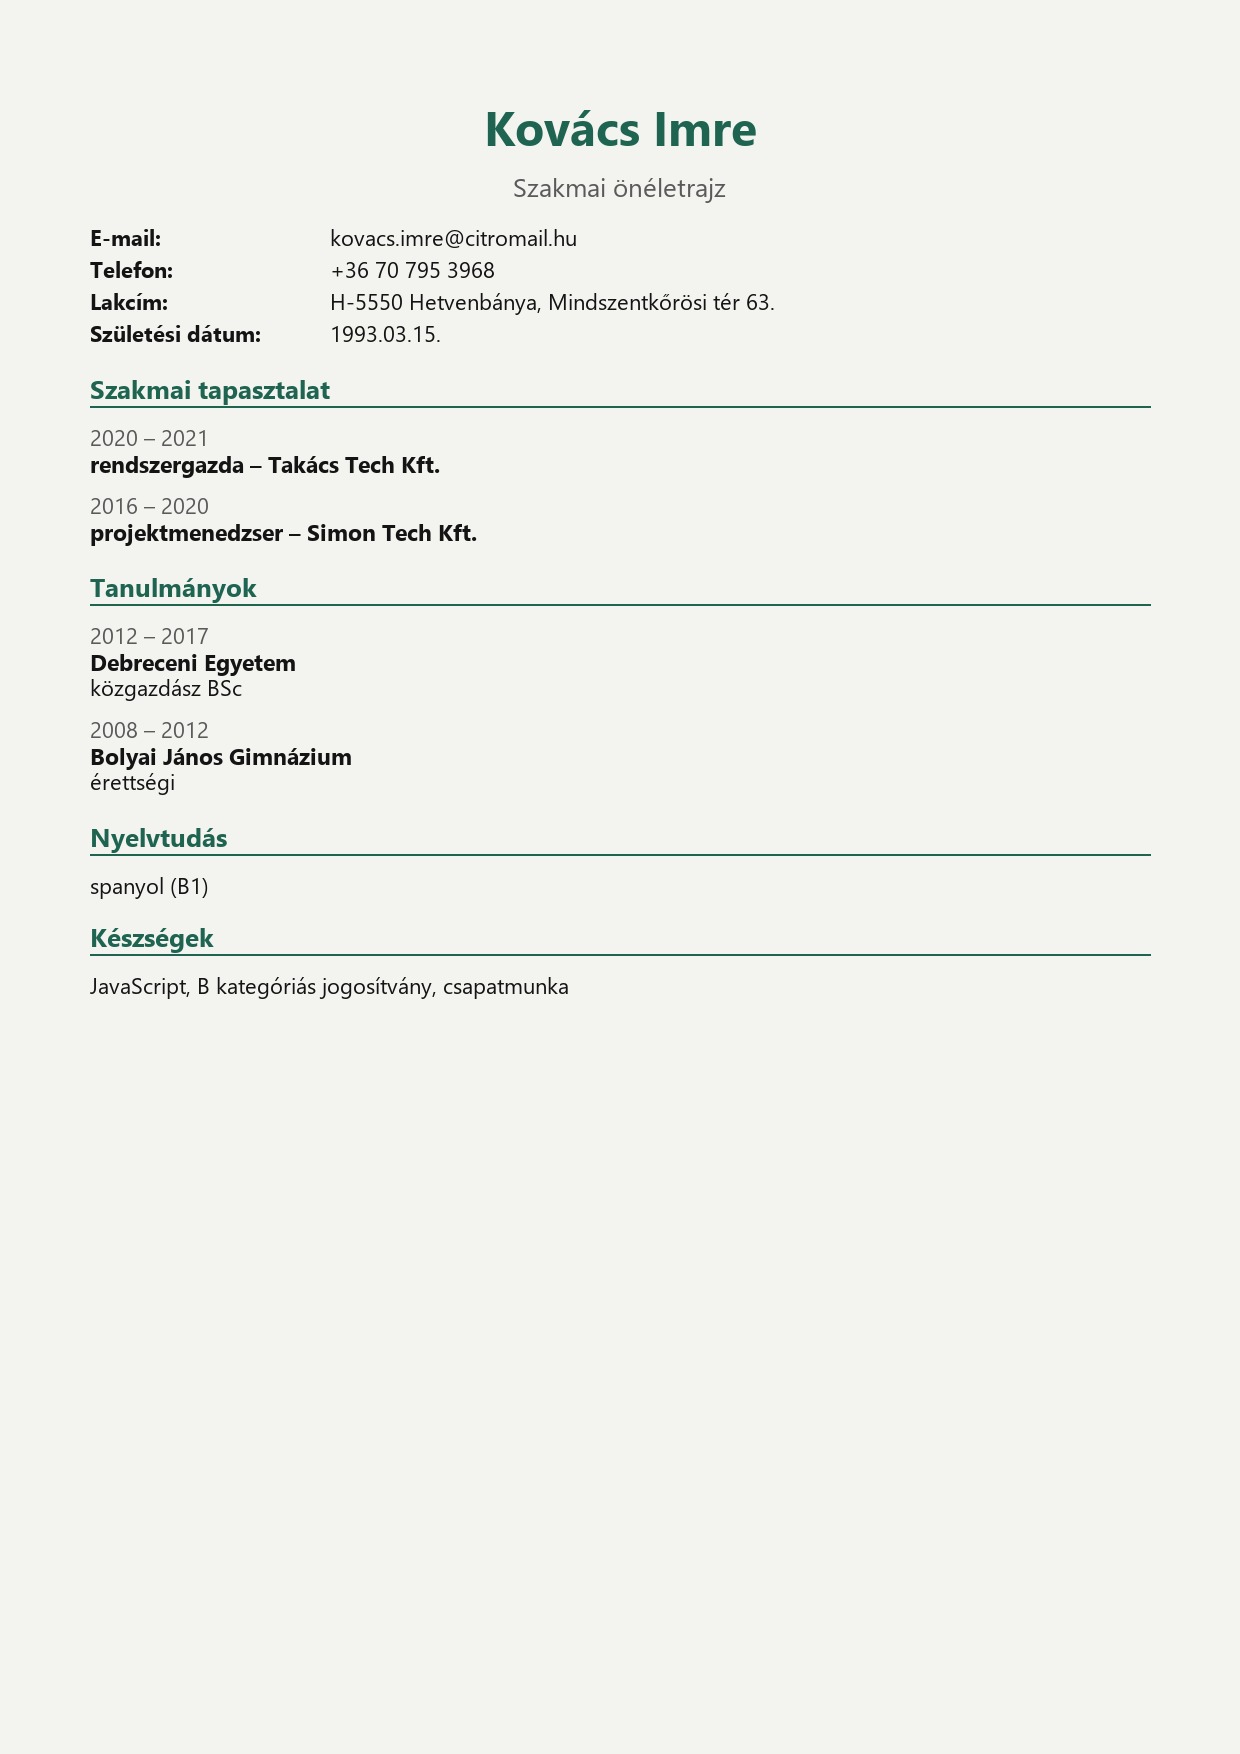 Kovács Imre
Szakmai önéletrajz
E-mail: kovacs.imre@citromail.hu
Telefon: +36 70 795 3968
Lakcím: H-5550 Hetvenbánya, Mindszentkőrösi tér 63.
Születési dátum: 1993.03.15.
Szakmai tapasztalat
2020 – 2021
rendszergazda – Takács Tech Kft.
2016 – 2020
projektmenedzser – Simon Tech Kft.
Tanulmányok
2012 – 2017
Debreceni Egyetem
közgazdász BSc
2008 – 2012
Bolyai János Gimnázium
érettségi
Nyelvtudás
spanyol (B1)
Készségek
JavaScript, B kategóriás jogosítvány, csapatmunka